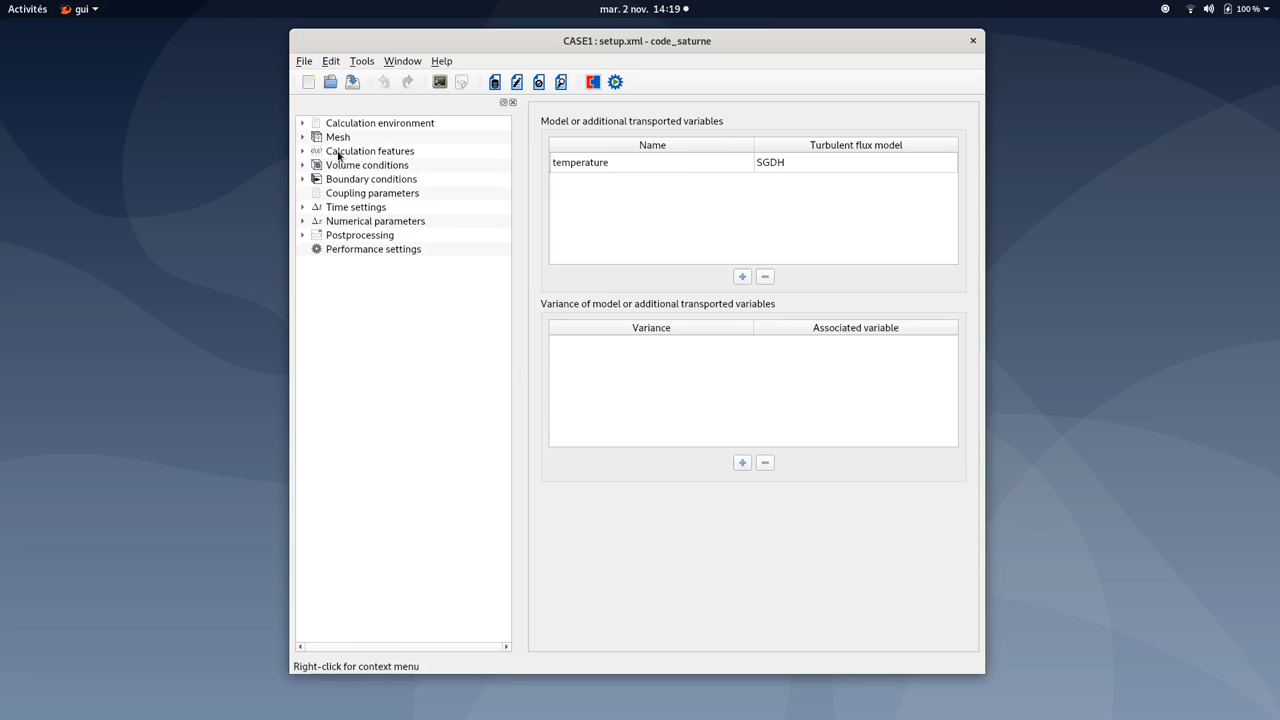 Activités gui mar. 2 nov. 14:19 100 %
CASE1 : setup.xml - code_saturne
File Edit Tools Window Help
Calculation environment
Mesh
Calculation features
Volume conditions
Boundary conditions
Coupling parameters
Time settings
Numerical parameters
Postprocessing
Performance settings
Model or additional transported variables
Name Turbulent flux model
temperature SGDH
Variance of model or additional transported variables
Variance Associated variable
Right-click for context menu